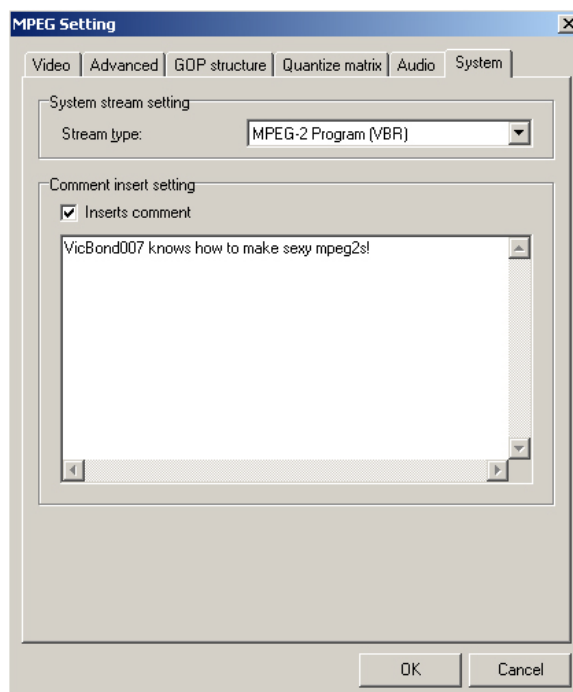 MPEG Setting
Video Advanced GOP structure Quantize matrix Audio System
System stream setting
Stream type: MPEG-2 Program (VBR)
Comment insert setting
Inserts comment
VicBond007 knows how to make sexy mpeg2s!
OK Cancel